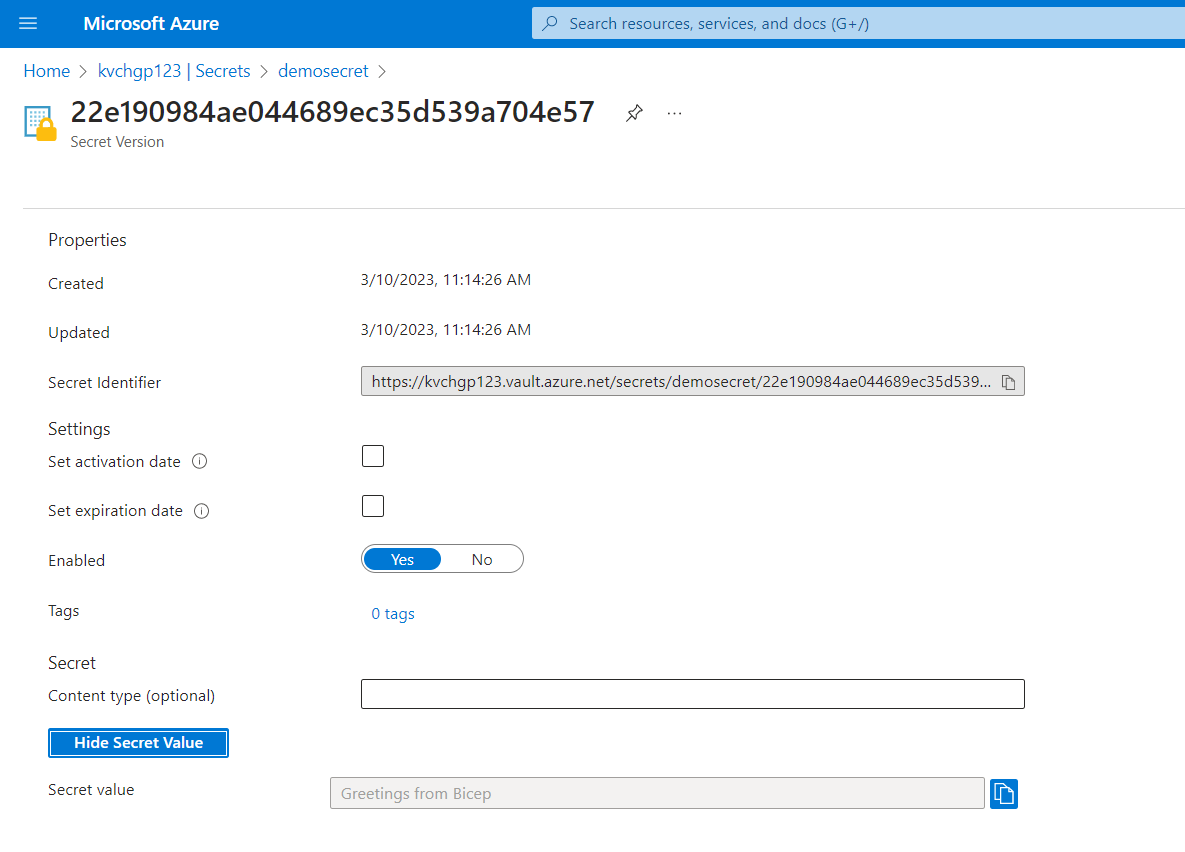 Microsoft Azure
Search resources, services, and docs (G+/)
Home > kvchgp123 | Secrets > demosecret >
22e190984ae044689ec35d539a704e57
Secret Version
Properties
Created 3/10/2023, 11:14:26 AM
Updated 3/10/2023, 11:14:26 AM
Secret Identifier https://kvchgp123.vault.azure.net/secrets/demosecret/22e190984ae044689ec35d539...
Settings
Set activation date
Set expiration date
Enabled Yes No
Tags 0 tags
Secret
Content type (optional)
Hide Secret Value
Secret value Greetings from Bicep